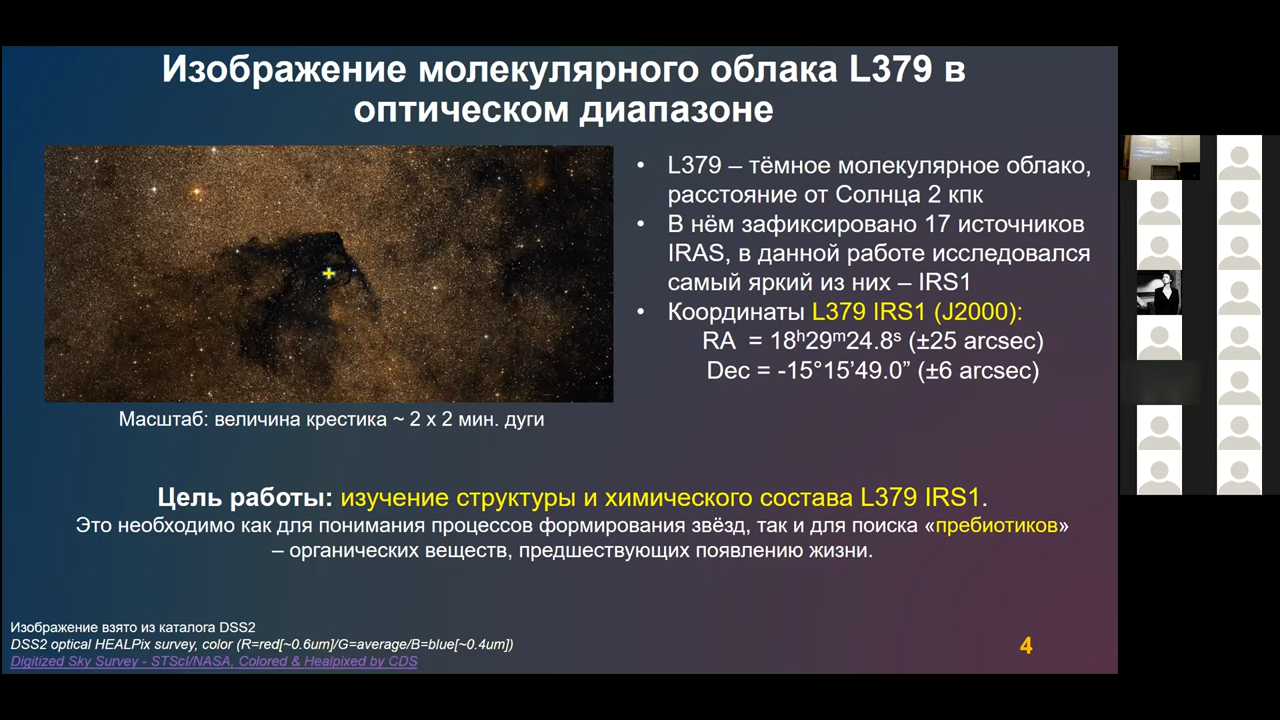 Изображение молекулярного облака L379 в
оптическом диапазоне
• L379 – тёмное молекулярное облако,
расстояние от Солнца 2 кпк
• В нём зафиксировано 17 источников
IRAS, в данной работе исследовался
самый яркий из них – IRS1
• Координаты L379 IRS1 (J2000):
RA = 18ʰ29ᵐ24.8ˢ (±25 arcsec)
Dec = -15°15’49.0” (±6 arcsec)
Масштаб: величина крестика ~ 2 x 2 мин. дуги
Цель работы: изучение структуры и химического состава L379 IRS1.
Это необходимо как для понимания процессов формирования звёзд, так и для поиска «пребиотиков»
– органических веществ, предшествующих появлению жизни.
Изображение взято из каталога DSS2
DSS2 optical HEALPix survey, color (R=red[~0.6um]/G=average/B=blue[~0.4um])
Digitized Sky Survey - STScI/NASA, Colored & Healpixed by CDS
4